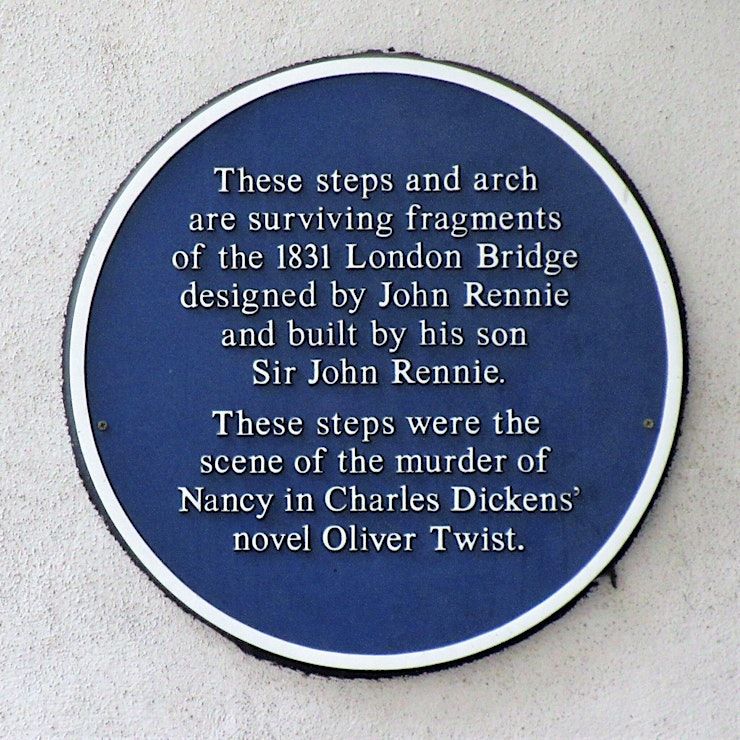 These steps and arch
are surviving fragments
of the 1831 London Bridge
designed by John Rennie
and built by his son
Sir John Rennie.
These steps were the
scene of the murder of
Nancy in Charles Dickens'
novel Oliver Twist.